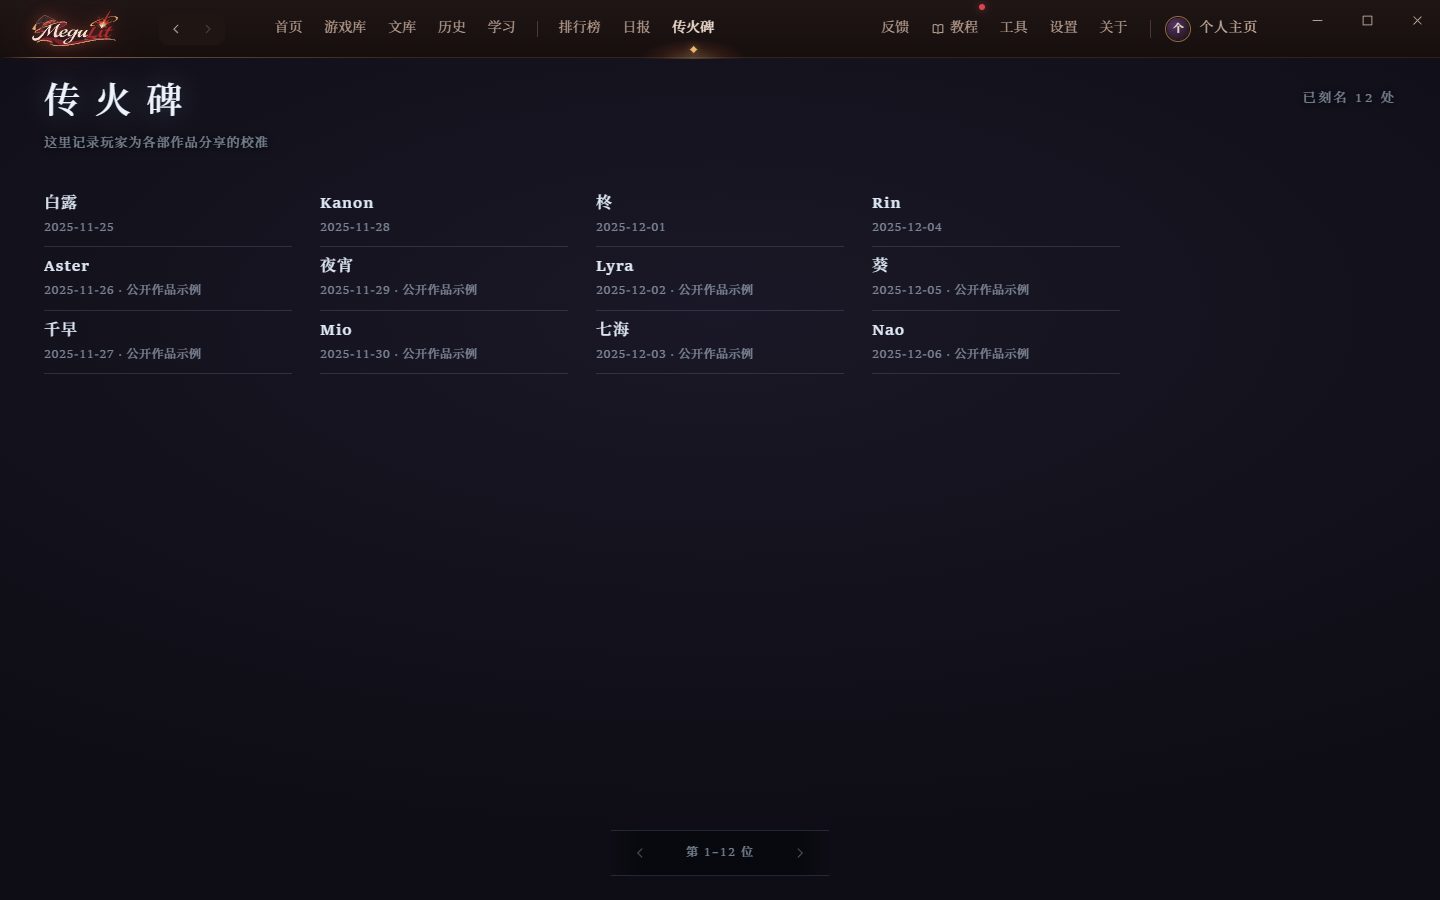 MeguLit
首页 游戏库 文库 历史 学习 排行榜 日报 传火碑 反馈 教程 工具 设置 关于 个 个人主页
传火碑
已刻名 12 处
这里记录玩家为各部作品分享的校准
白露 Kanon 柊 Rin
2025-11-25 2025-11-28 2025-12-01 2025-12-04
Aster 夜宵 Lyra 葵
2025-11-26 · 公开作品示例 2025-11-29 · 公开作品示例 2025-12-02 · 公开作品示例 2025-12-05 · 公开作品示例
千早 Mio 七海 Nao
2025-11-27 · 公开作品示例 2025-11-30 · 公开作品示例 2025-12-03 · 公开作品示例 2025-12-06 · 公开作品示例
第 1–12 位